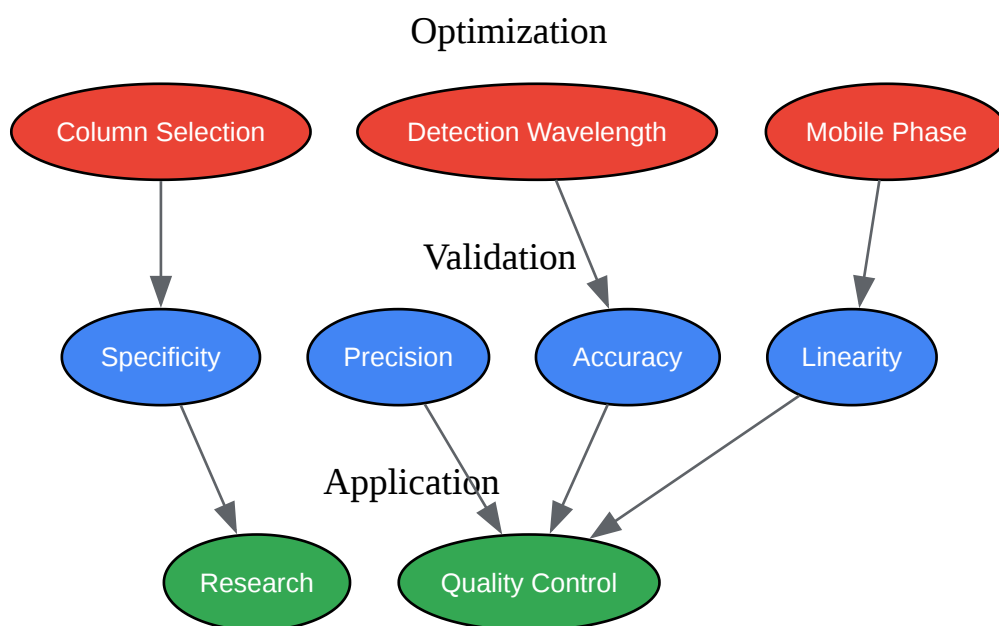 Optimization
Column Selection
Detection Wavelength
Mobile Phase
Validation
Specificity
Precision
Accuracy
Linearity
Application
Research
Quality Control